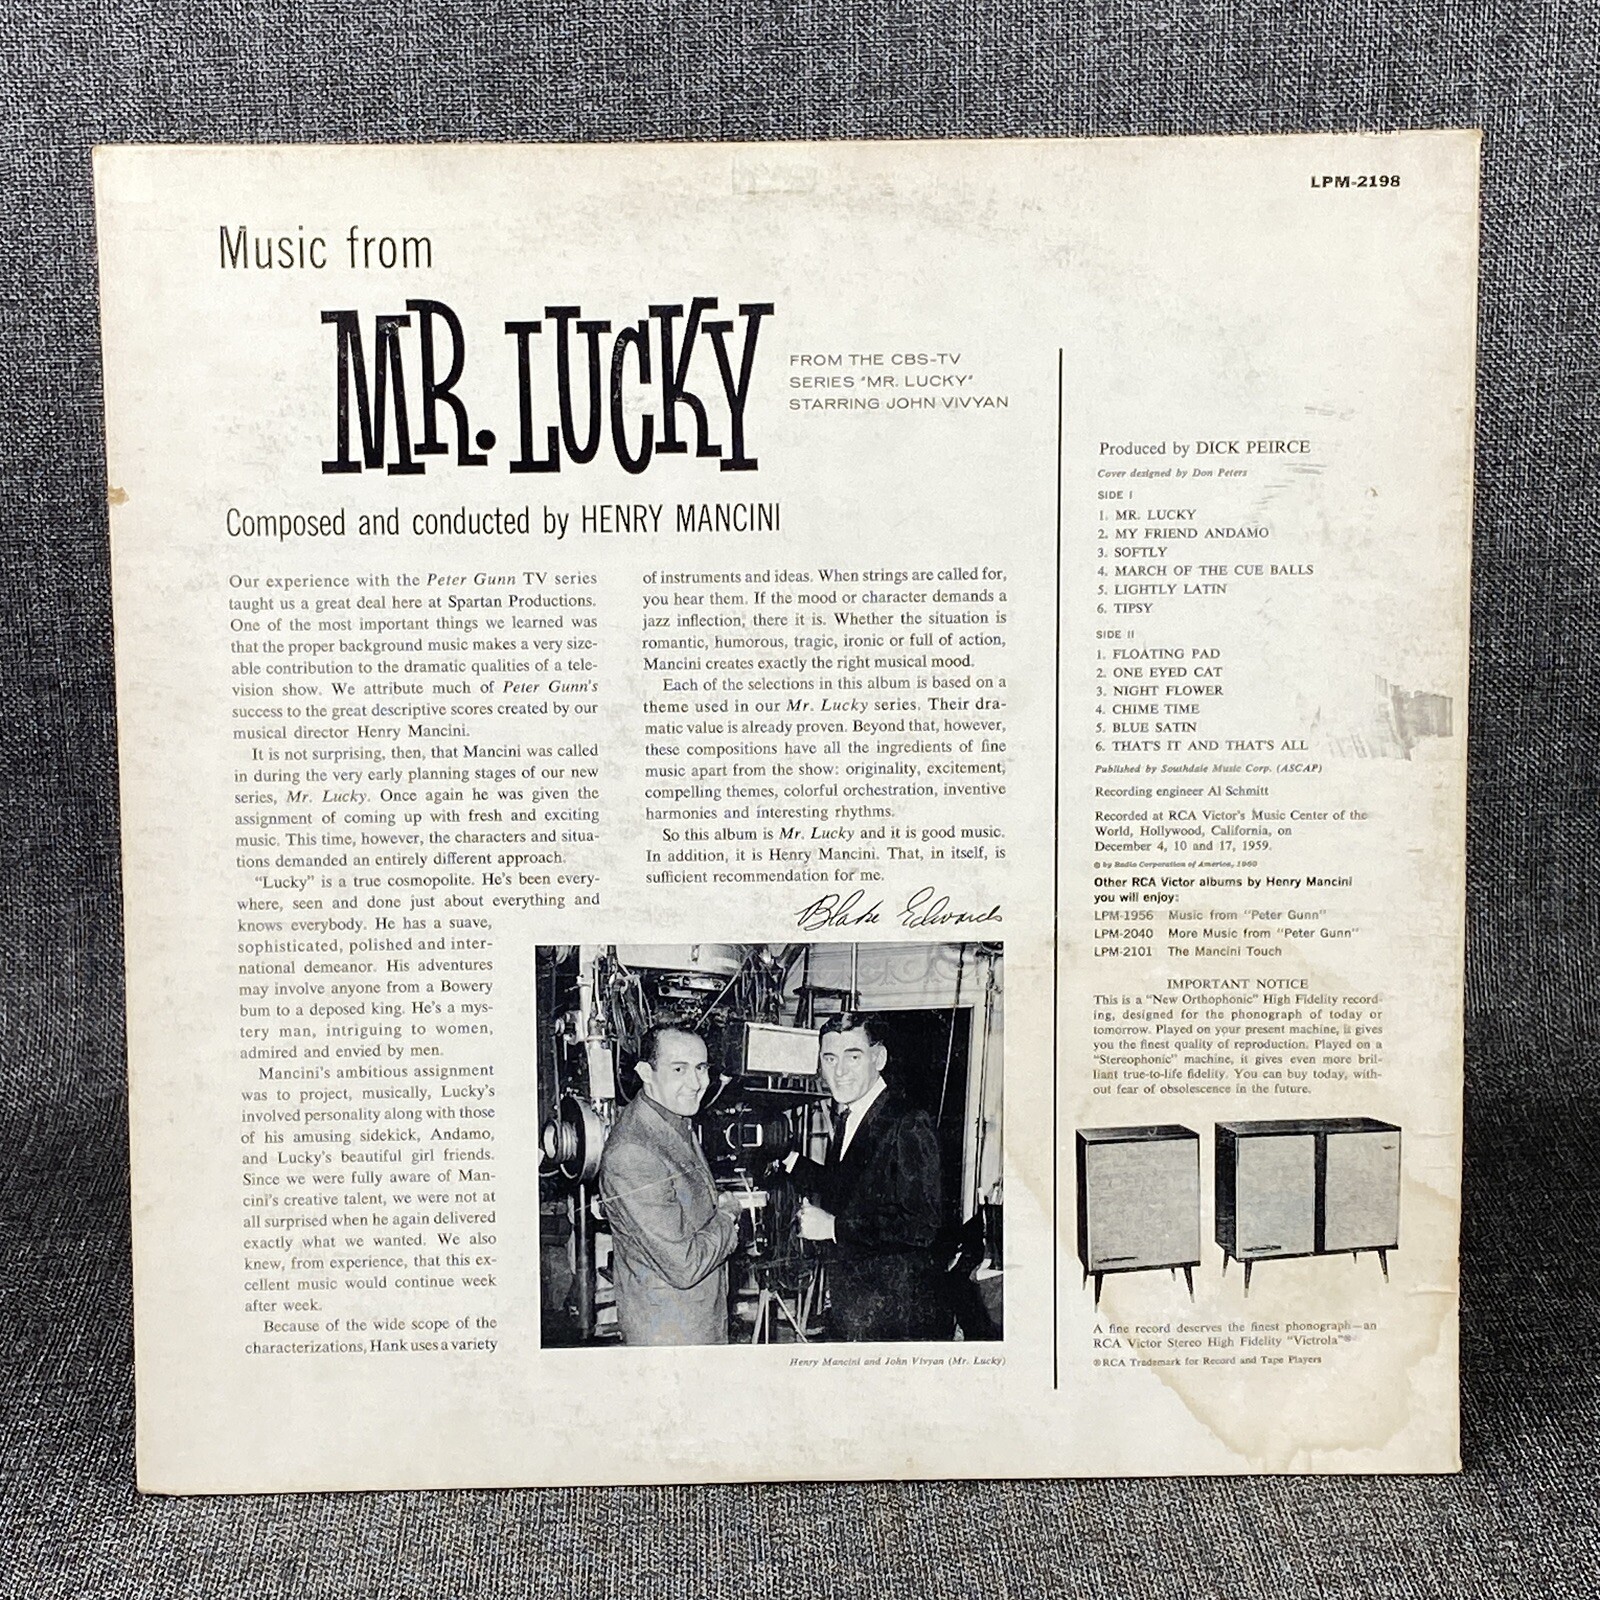 LPM-2198
Music from
MR. LUCKY
FROM THE CBS-TV
SERIES "MR. LUCKY"
STARRING JOHN VIVYAN
Composed and conducted by HENRY MANCINI
Our experience with the Peter Gunn TV series
taught us a great deal here at Spartan Productions.
One of the most important things we learned was
that the proper background music makes a very size-
able contribution to the dramatic qualities of a tele-
vision show. We attribute much of Peter Gunn's
success to the great descriptive scores created by our
musical director Henry Mancini.
It is not surprising, then, that Mancini was called
in during the very early planning stages of our new
series, Mr. Lucky. Once again he was given the
assignment of coming up with fresh and exciting
music. This time, however, the characters and situa-
tions demanded an entirely different approach.
"Lucky" is a true cosmopolite. He's been every-
where, seen and done just about everything and
knows everybody. He has a suave,
sophisticated, polished and inter-
national demeanor. His adventures
may involve anyone from a Bowery
bum to a deposed king. He's a mys-
tery man, intriguing to women,
admired and envied by men.
Mancini's ambitious assignment
was to project, musically, Lucky's
involved personality along with those
of his amusing sidekick, Andamo,
and Lucky's beautiful girl friends.
Since we were fully aware of Man-
cini's creative talent, we were not at
all surprised when he again delivered
exactly what we wanted. We also
knew, from experience, that this ex-
cellent music would continue week
after week.
Because of the wide scope of the
characterizations, Hank uses a variety
of instruments and ideas. When strings are called for,
you hear them. If the mood or character demands a
jazz inflection, there it is. Whether the situation is
romantic, humorous, tragic, ironic or full of action,
Mancini creates exactly the right musical mood.
Each of the selections in this album is based on a
theme used in our Mr. Lucky series. Their dra-
matic value is already proven. Beyond that, however,
these compositions have all the ingredients of fine
music apart from the show: originality, excitement,
compelling themes, colorful orchestration, inventive
harmonies and interesting rhythms.
So this album is Mr. Lucky and it is good music.
In addition, it is Henry Mancini. That, in itself, is
sufficient recommendation for me.
Blake Edwards
Henry Mancini and John Vivyan (Mr. Lucky)
Produced by DICK PEIRCE
Cover designed by Don Peters
SIDE I
1. MR. LUCKY
2. MY FRIEND ANDAMO
3. SOFTLY
4. MARCH OF THE CUE BALLS
5. LIGHTLY LATIN
6. TIPSY
SIDE II
1. FLOATING PAD
2. ONE EYED CAT
3. NIGHT FLOWER
4. CHIME TIME
5. BLUE SATIN
6. THAT'S IT AND THAT'S ALL
Published by Southdale Music Corp. (ASCAP)
Recording engineer Al Schmitt
Recorded at RCA Victor's Music Center of the
World, Hollywood, California, on
December 4, 10 and 17, 1959.
© by Radio Corporation of America, 1960
Other RCA Victor albums by Henry Mancini
you will enjoy:
LPM-1956 Music from "Peter Gunn"
LPM-2040 More Music from "Peter Gunn"
LPM-2101 The Mancini Touch
IMPORTANT NOTICE
This is a "New Orthophonic" High Fidelity record-
ing, designed for the phonograph of today or
tomorrow. Played on your present machine, it gives
you the finest quality of reproduction. Played on a
"Stereophonic" machine, it gives even more bril-
liant true-to-life fidelity. You can buy today, with-
out fear of obsolescence in the future.
A fine record deserves the finest phonograph—an
RCA Victor Stereo High Fidelity "Victrola"®
®RCA Trademark for Record and Tape Players